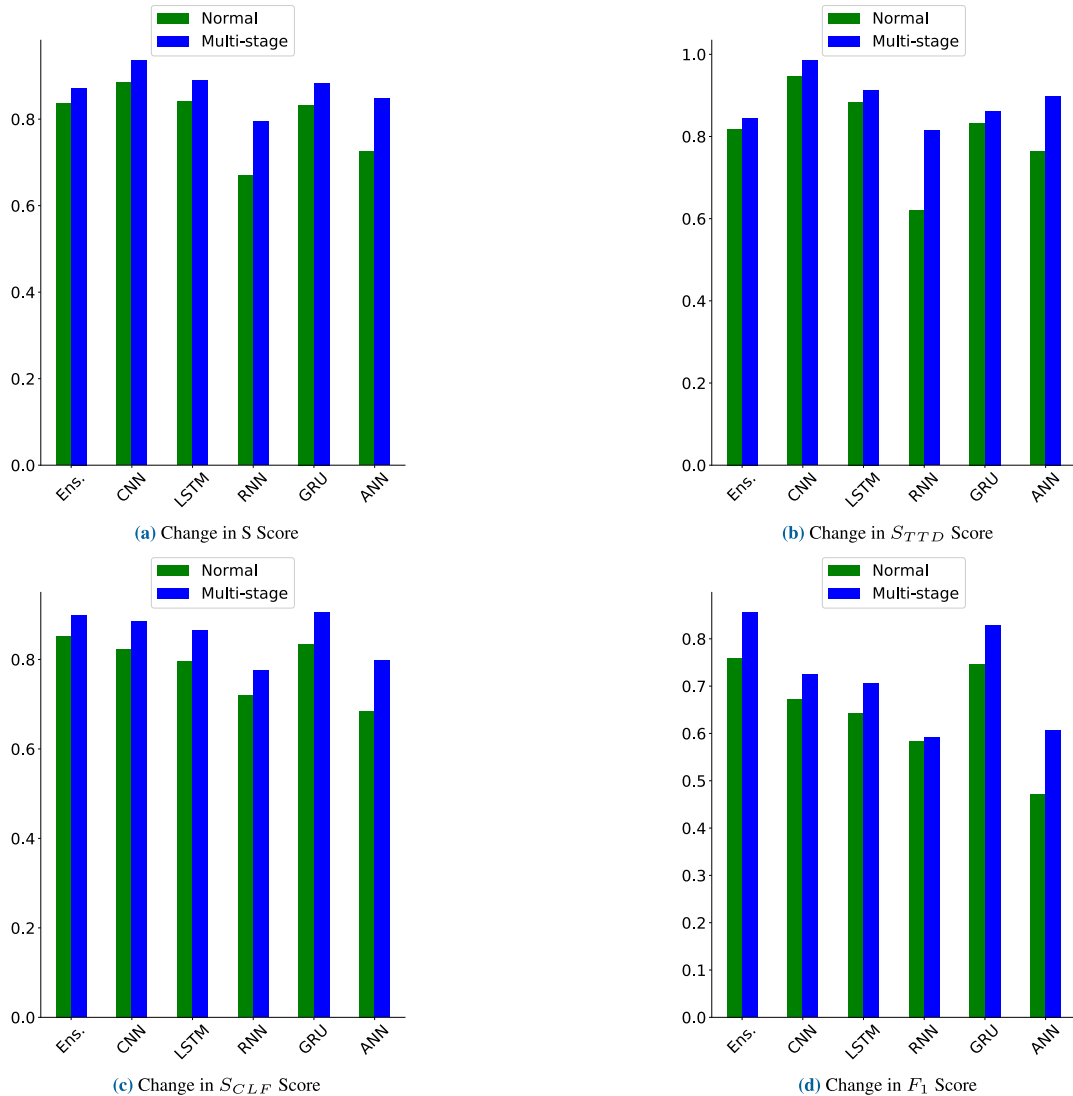 Normal
Multi-stage
0.8
0.6
0.4
0.2
0.0
Ens.
CNN
LSTM
RNN
GRU
ANN
(a) Change in S Score
Normal
Multi-stage
1.0
0.8
0.6
0.4
0.2
0.0
Ens.
CNN
LSTM
RNN
GRU
ANN
(b) Change in S_{TTD} Score
Normal
Multi-stage
0.8
0.6
0.4
0.2
0.0
Ens.
CNN
LSTM
RNN
GRU
ANN
(c) Change in S_{CLF} Score
Normal
Multi-stage
0.8
0.7
0.6
0.5
0.4
0.3
0.2
0.1
0.0
Ens.
CNN
LSTM
RNN
GRU
ANN
(d) Change in F_1 Score